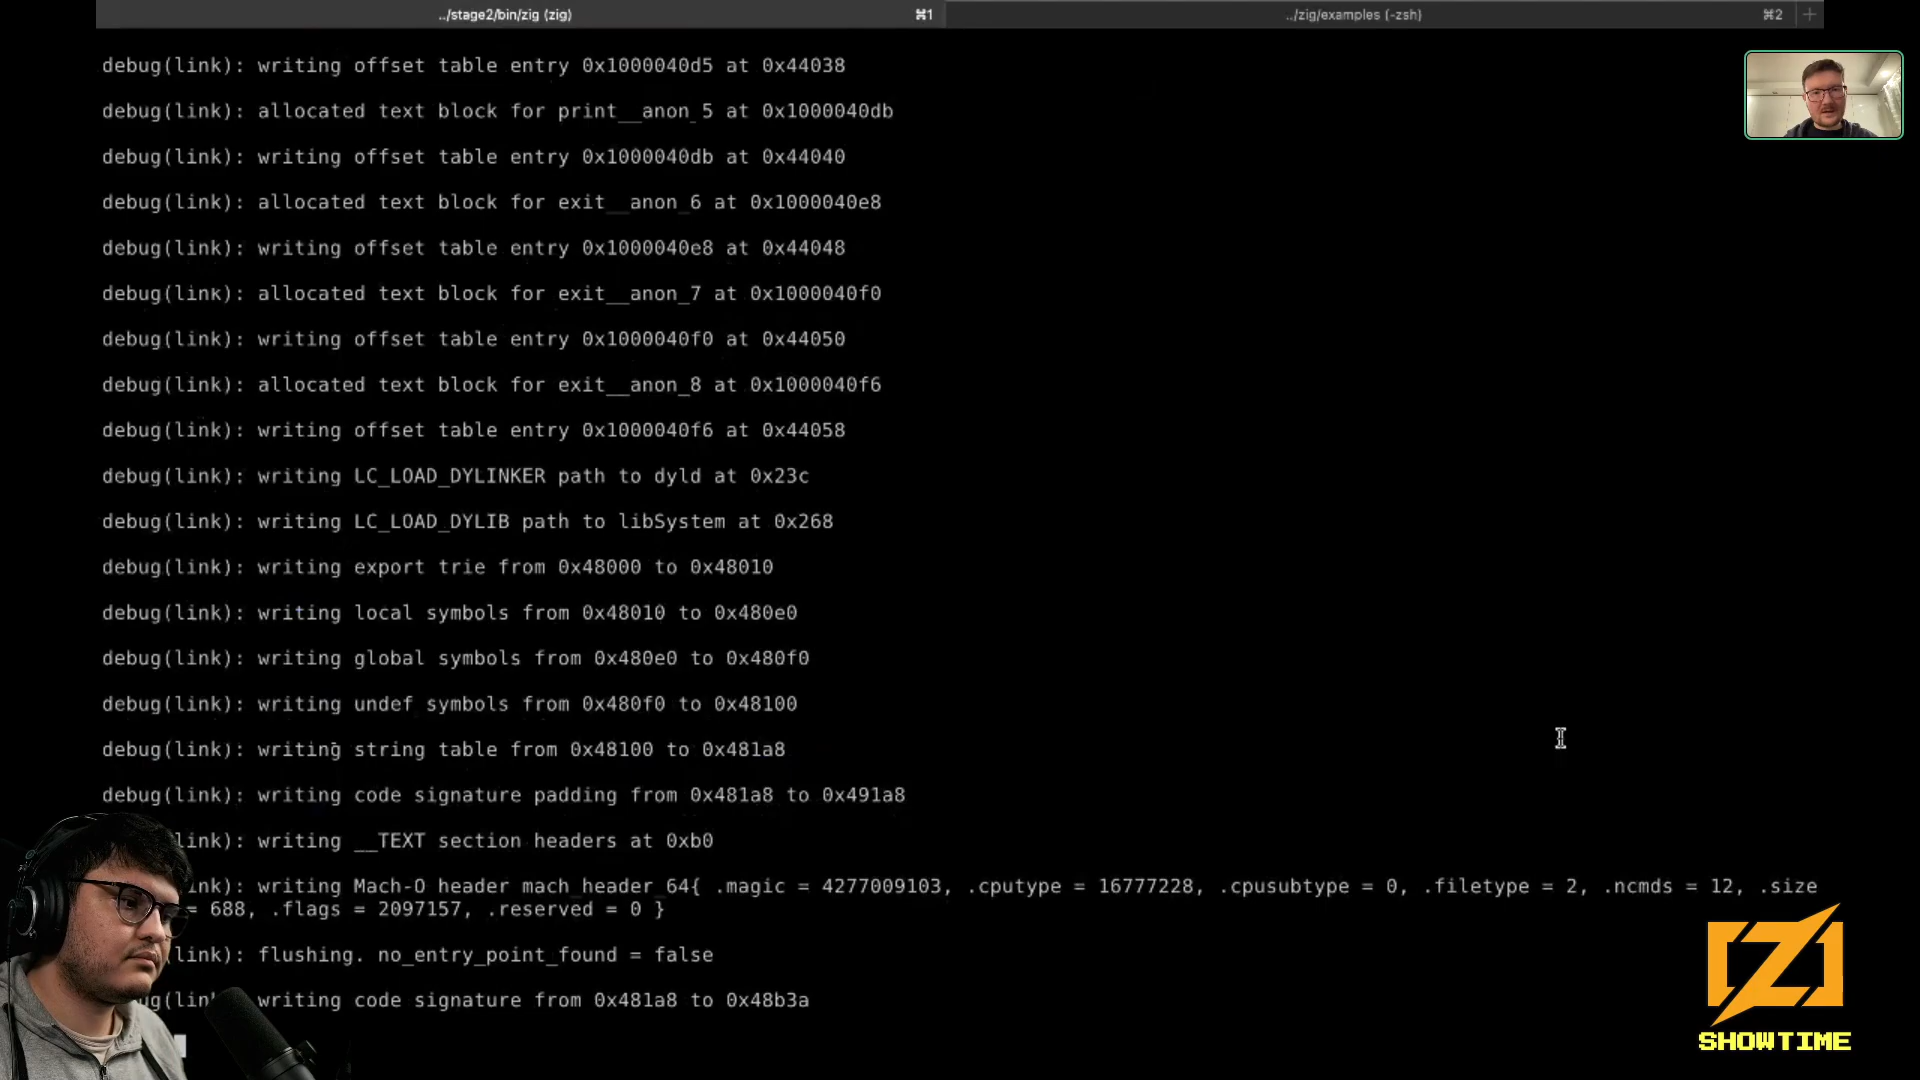 ../stage2/bin/zig (zig) ⌘1 ../zig/examples (-zsh) ⌘2 +
debug(link): writing offset table entry 0x1000040d5 at 0x44038
debug(link): allocated text block for print__anon_5 at 0x1000040db
debug(link): writing offset table entry 0x1000040db at 0x44040
debug(link): allocated text block for exit__anon_6 at 0x1000040e8
debug(link): writing offset table entry 0x1000040e8 at 0x44048
debug(link): allocated text block for exit__anon_7 at 0x1000040f0
debug(link): writing offset table entry 0x1000040f0 at 0x44050
debug(link): allocated text block for exit__anon_8 at 0x1000040f6
debug(link): writing offset table entry 0x1000040f6 at 0x44058
debug(link): writing LC_LOAD_DYLINKER path to dyld at 0x23c
debug(link): writing LC_LOAD_DYLIB path to libSystem at 0x268
debug(link): writing export trie from 0x48000 to 0x48010
debug(link): writing local symbols from 0x48010 to 0x480e0
debug(link): writing global symbols from 0x480e0 to 0x480f0
debug(link): writing undef symbols from 0x480f0 to 0x48100
debug(link): writing string table from 0x48100 to 0x481a8
debug(link): writing code signature padding from 0x481a8 to 0x491a8
link): writing __TEXT section headers at 0xb0
ink): writing Mach-O header mach_header_64{ .magic = 4277009103, .cputype = 16777228, .cpusubtype = 0, .filetype = 2, .ncmds = 12, .size
= 688, .flags = 2097157, .reserved = 0 }
link): flushing. no_entry_point_found = false
ug(link): writing code signature from 0x481a8 to 0x48b3a
Z
SHOWTIME